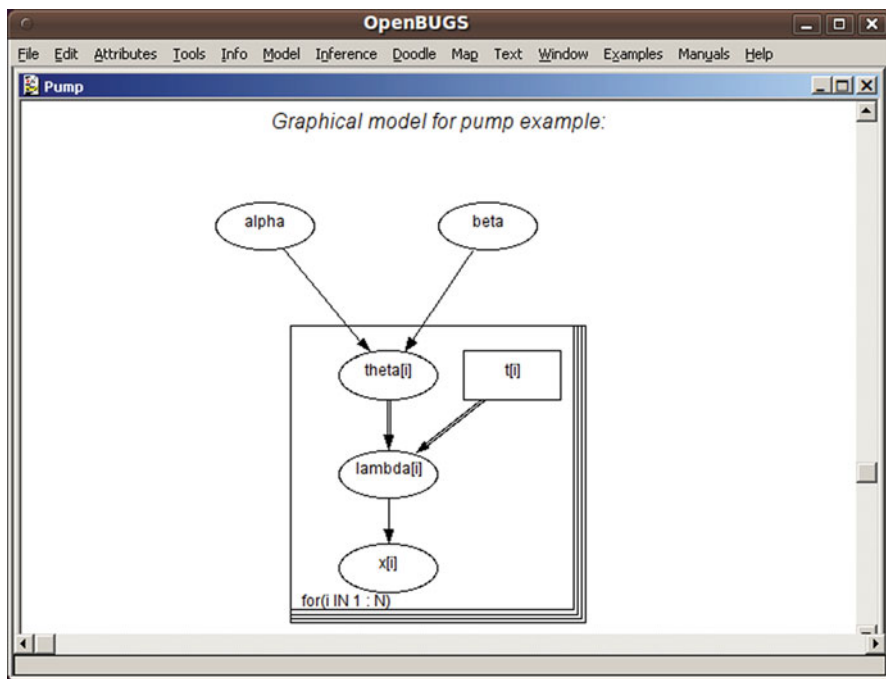 OpenBUGS
File Edit Attributes Tools Info Model Inference Doodle Map Text Window Examples Manuals Help
Pump
Graphical model for pump example:
alpha beta
theta[i] t[i]
lambda[i]
x[i]
for(i IN 1 : N)